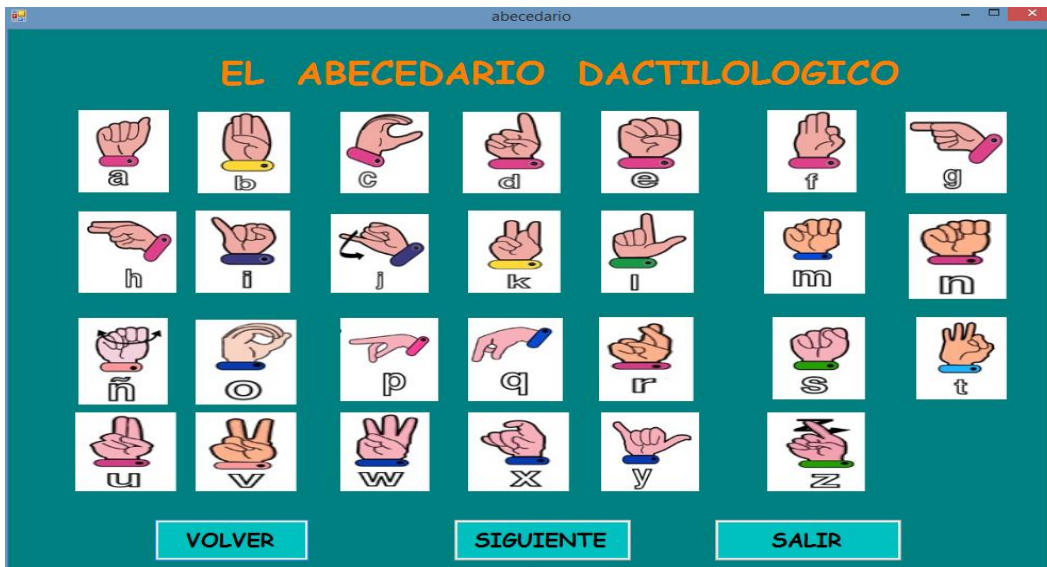 abecedario
EL ABECEDARIO DACTILOLOGICO
a b c d e f g
h i j k l m n
ñ o p q r s t
u v w x y z
VOLVER SIGUIENTE SALIR